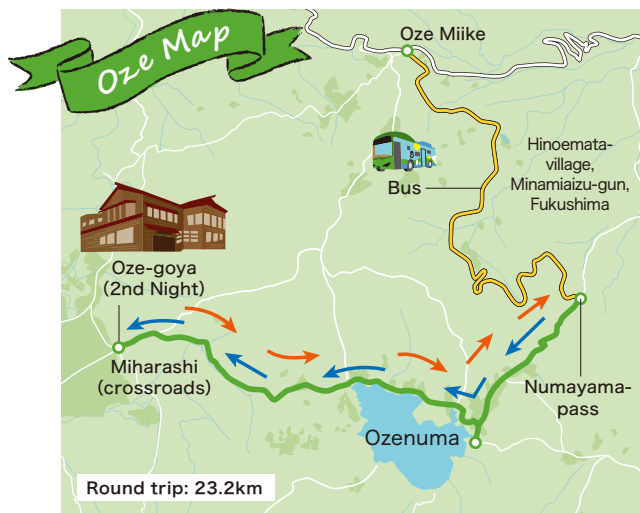 Oze Map
Oze Miike
Bus
Hinoemata-
village,
Minamiaizu-gun,
Fukushima
Oze-goya
(2nd Night)
Miharashi
(crossroads)
Numayama-
pass
Ozenuma
Round trip: 23.2km